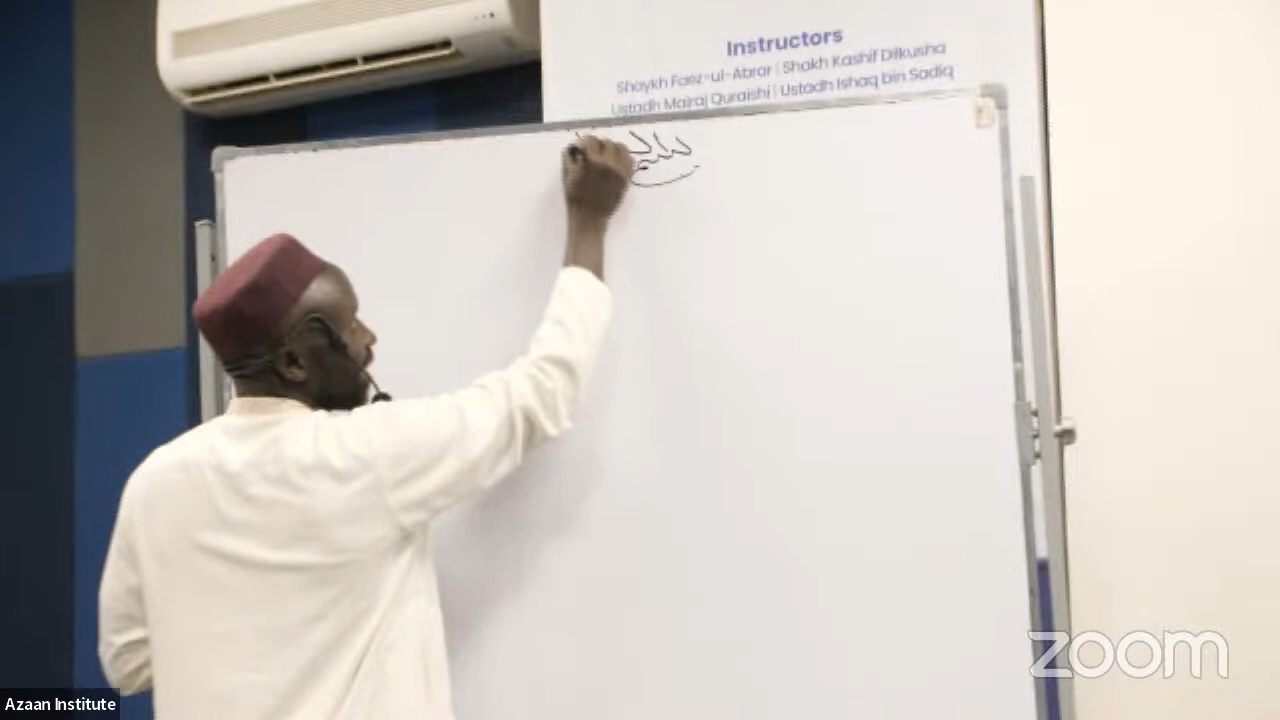 Instructors
Shaykh Faez-ul-Abrar | Shakh Kashif Dilkusha
Ustadh Mairaj Quraishi | Ustadh Ishaq bin Sadiq
zoom
Azaan Institute